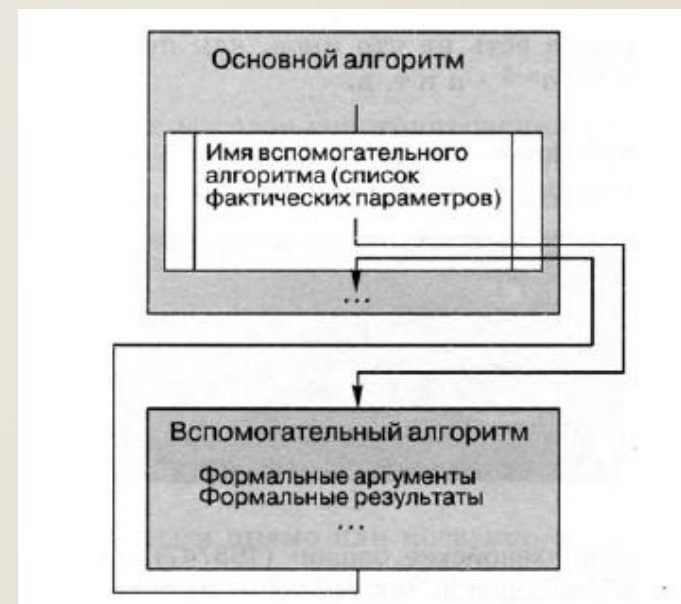 Основной алгоритм
Имя вспомогательного
алгоритма (список
фактических параметров)
...
Вспомогательный алгоритм
Формальные аргументы
Формальные результаты
...